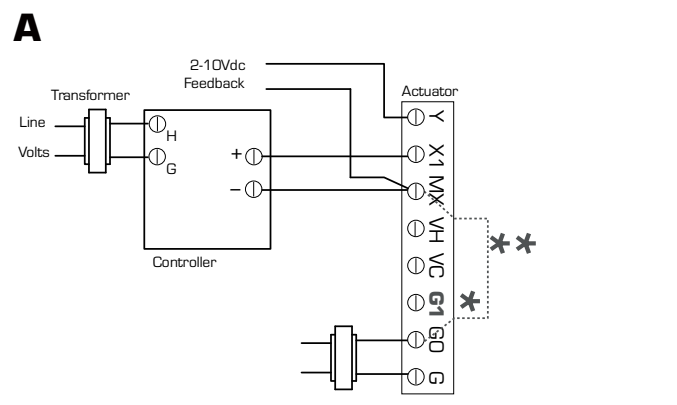 A
2-10Vdc
Feedback
Transformer
Actuator
Line
Volts
H
G
+
−
Controller
Y
X1
MX
VH
VC
G1 *
G0
G
**